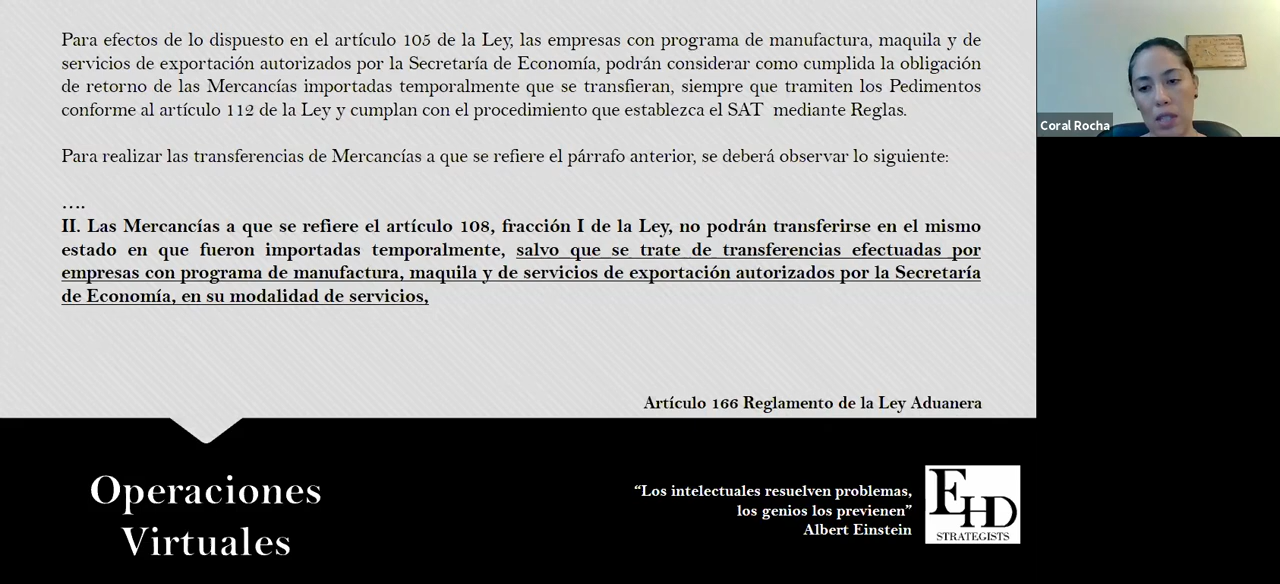 Para efectos de lo dispuesto en el artículo 105 de la Ley, las empresas con programa de manufactura, maquila y de
servicios de exportación autorizados por la Secretaría de Economía, podrán considerar como cumplida la obligación
de retorno de las Mercancías importadas temporalmente que se transfieran, siempre que tramiten los Pedimentos
conforme al artículo 112 de la Ley y cumplan con el procedimiento que establezca el SAT mediante Reglas.
Para realizar las transferencias de Mercancías a que se refiere el párrafo anterior, se deberá observar lo siguiente:
….
II. Las Mercancías a que se refiere el artículo 108, fracción I de la Ley, no podrán transferirse en el mismo
estado en que fueron importadas temporalmente, salvo que se trate de transferencias efectuadas por
empresas con programa de manufactura, maquila y de servicios de exportación autorizados por la Secretaría
de Economía, en su modalidad de servicios,
Artículo 166 Reglamento de la Ley Aduanera
Operaciones
Virtuales
“Los intelectuales resuelven problemas,
los genios los previenen”
Albert Einstein
EHD
STRATEGISTS
Coral Rocha